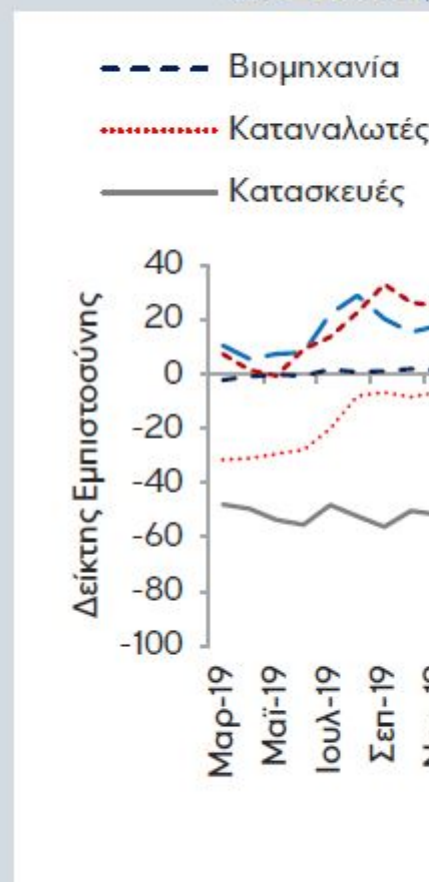 Βιομηχανία
Καταναλωτές
Κατασκευές
Δείκτης Εμπιστοσύνης
40
20
0
-20
-40
-60
-80
-100
Μαρ-19
Μαϊ-19
Ιουλ-19
Σεπ-19